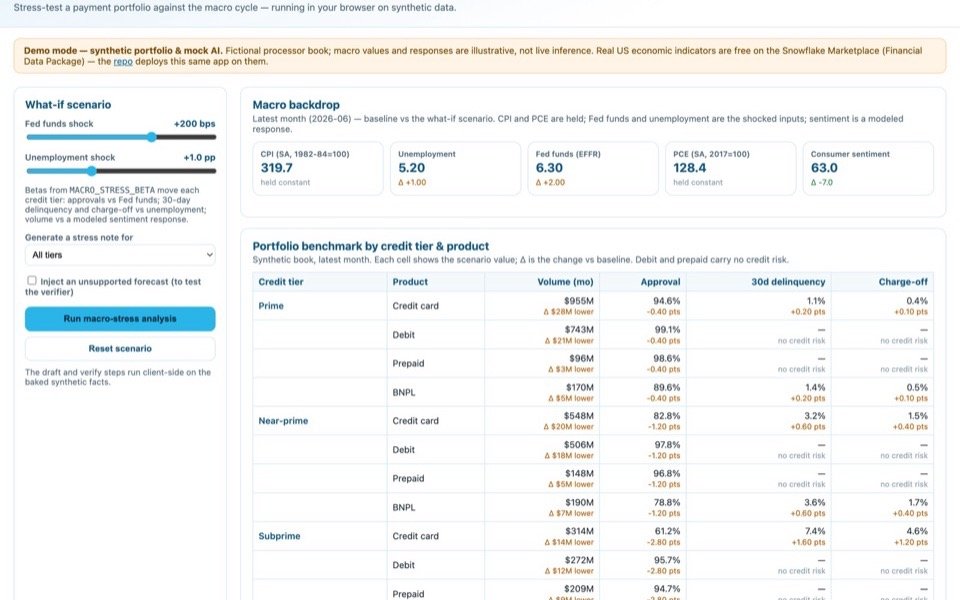 Stress-test a payment portfolio against the macro cycle — running in your browser on synthetic data.
Demo mode — synthetic portfolio & mock AI. Fictional processor book; macro values and responses are illustrative, not live inference. Real US economic indicators are free on the Snowflake Marketplace (Financial
Data Package) — the repo deploys this same app on them.
What-if scenario
Fed funds shock +200 bps
Unemployment shock +1.0 pp
Betas from MACRO_STRESS_BETA move each
credit tier: approvals vs Fed funds; 30-day
delinquency and charge-off vs unemployment;
volume vs a modeled sentiment response.
Generate a stress note for
All tiers
Inject an unsupported forecast (to test
the verifier)
Run macro-stress analysis
Reset scenario
The draft and verify steps run client-side on the
baked synthetic facts.
Macro backdrop
Latest month (2026-06) — baseline vs the what-if scenario. CPI and PCE are held; Fed funds and unemployment are the shocked inputs; sentiment is a modeled
response.
CPI (SA, 1982-84=100)
319.7
held constant
Unemployment
5.20
Δ +1.00
Fed funds (EFFR)
6.30
Δ +2.00
PCE (SA, 2017=100)
128.4
held constant
Consumer sentiment
63.0
Δ -7.0
Portfolio benchmark by credit tier & product
Synthetic book, latest month. Each cell shows the scenario value; Δ is the change vs baseline. Debit and prepaid carry no credit risk.
Credit tier Product Volume (mo) Approval 30d delinquency Charge-off
Prime Credit card $955M 94.6% 1.1% 0.4%
Δ $28M lower -0.40 pts +0.20 pts +0.10 pts
Debit $743M 99.1% — —
Δ $21M lower -0.40 pts no credit risk no credit risk
Prepaid $96M 98.6% — —
Δ $3M lower -0.40 pts no credit risk no credit risk
BNPL $170M 89.6% 1.4% 0.5%
Δ $5M lower -0.40 pts +0.20 pts +0.10 pts
Near-prime Credit card $548M 82.8% 3.2% 1.5%
Δ $20M lower -1.20 pts +0.60 pts +0.40 pts
Debit $506M 97.8% — —
Δ $18M lower -1.20 pts no credit risk no credit risk
Prepaid $148M 96.8% — —
Δ $5M lower -1.20 pts no credit risk no credit risk
BNPL $190M 78.8% 3.6% 1.7%
Δ $7M lower -1.20 pts +0.60 pts +0.40 pts
Subprime Credit card $314M 61.2% 7.4% 4.6%
Δ $14M lower -2.80 pts +1.60 pts +1.20 pts
Debit $272M 95.7% — —
Δ $12M lower -2.80 pts no credit risk no credit risk
Prepaid $209M 94.7% — —